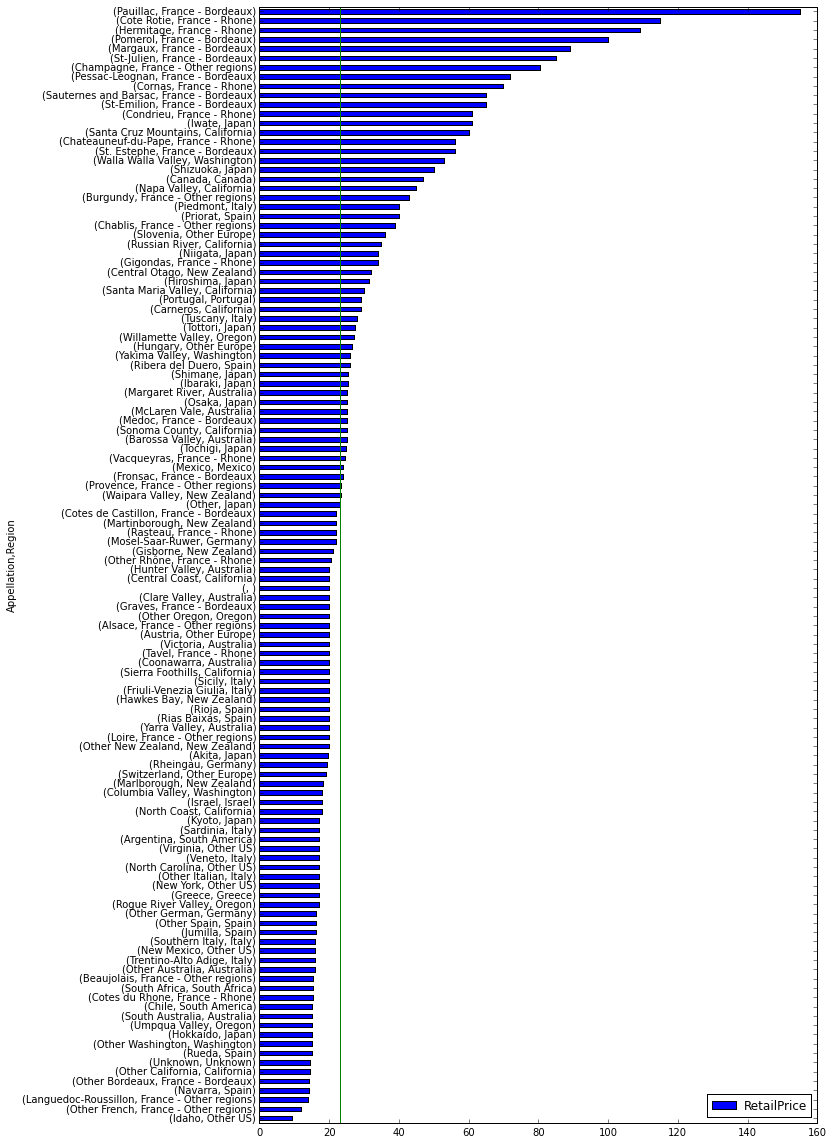 (Pauillac, France - Bordeaux)
(Cote Rotie, France - Rhone)
(Hermitage, France - Rhone)
(Pomerol, France - Bordeaux)
(Margaux, France - Bordeaux)
(St-Julien, France - Bordeaux)
(Champagne, France - Other regions)
(Pessac-Leognan, France - Bordeaux)
(Cornas, France - Rhone)
(Sauternes and Barsac, France - Bordeaux)
(St-Emilion, France - Bordeaux)
(Condrieu, France - Rhone)
(Iwate, Japan)
(Santa Cruz Mountains, California)
(Chateauneuf-du-Pape, France - Rhone)
(St. Estephe, France - Bordeaux)
(Walla Walla Valley, Washington)
(Shizuoka, Japan)
(Canada, Canada)
(Napa Valley, California)
(Burgundy, France - Other regions)
(Piedmont, Italy)
(Priorat, Spain)
(Chablis, France - Other regions)
(Slovenia, Other Europe)
(Russian River, California)
(Niigata, Japan)
(Gigondas, France - Rhone)
(Central Otago, New Zealand)
(Hiroshima, Japan)
(Santa Maria Valley, California)
(Portugal, Portugal)
(Carneros, California)
(Tuscany, Italy)
(Tottori, Japan)
(Willamette Valley, Oregon)
(Hungary, Other Europe)
(Yakima Valley, Washington)
(Ribera del Duero, Spain)
(Shimane, Japan)
(Ibaraki, Japan)
(Margaret River, Australia)
(Osaka, Japan)
(McLaren Vale, Australia)
(Medoc, France - Bordeaux)
(Sonoma County, California)
(Barossa Valley, Australia)
(Tochigi, Japan)
(Vacqueyras, France - Rhone)
(Mexico, Mexico)
(Fronsac, France - Bordeaux)
(Provence, France - Other regions)
(Waipara Valley, New Zealand)
(Other, Japan)
(Cotes de Castillon, France - Bordeaux)
(Martinborough, New Zealand)
(Rasteau, France - Rhone)
(Mosel-Saar-Ruwer, Germany)
(Gisborne, New Zealand)
(Other Rhone, France - Rhone)
(Hunter Valley, Australia)
(Central Coast, California)
(, )
(Clare Valley, Australia)
(Graves, France - Bordeaux)
(Other Oregon, Oregon)
(Alsace, France - Other regions)
(Austria, Other Europe)
(Victoria, Australia)
(Tavel, France - Rhone)
(Coonawarra, Australia)
(Sierra Foothills, California)
(Sicily, Italy)
(Friuli-Venezia Giulia, Italy)
(Hawkes Bay, New Zealand)
(Rioja, Spain)
(Rias Baixas, Spain)
(Yarra Valley, Australia)
(Loire, France - Other regions)
(Other New Zealand, New Zealand)
(Akita, Japan)
(Rheingau, Germany)
(Switzerland, Other Europe)
(Marlborough, New Zealand)
(Columbia Valley, Washington)
(Israel, Israel)
(North Coast, California)
(Kyoto, Japan)
(Sardinia, Italy)
(Argentina, South America)
(Virginia, Other US)
(Veneto, Italy)
(North Carolina, Other US)
(Other Italian, Italy)
(New York, Other US)
(Greece, Greece)
(Rogue River Valley, Oregon)
(Other German, Germany)
(Other Spain, Spain)
(Jumilla, Spain)
(Southern Italy, Italy)
(New Mexico, Other US)
(Trentino-Alto Adige, Italy)
(Other Australia, Australia)
(Beaujolais, France - Other regions)
(South Africa, South Africa)
(Cotes du Rhone, France - Rhone)
(Chile, South America)
(South Australia, Australia)
(Umpqua Valley, Oregon)
(Hokkaido, Japan)
(Other Washington, Washington)
(Rueda, Spain)
(Unknown, Unknown)
(Other California, California)
(Other Bordeaux, France - Bordeaux)
(Navarra, Spain)
(Languedoc-Roussillon, France - Other regions)
(Other French, France - Other regions)
(Idaho, Other US)
Appellation,Region
RetailPrice
0 20 40 60 80 100 120 140 160